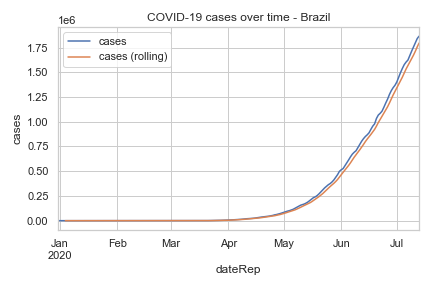 COVID-19 cases over time - Brazil
1e6
cases
cases (rolling)
1.75
1.50
1.25
1.00
0.75
0.50
0.25
0.00
cases
Jan Feb Mar Apr May Jun Jul
2020
dateRep